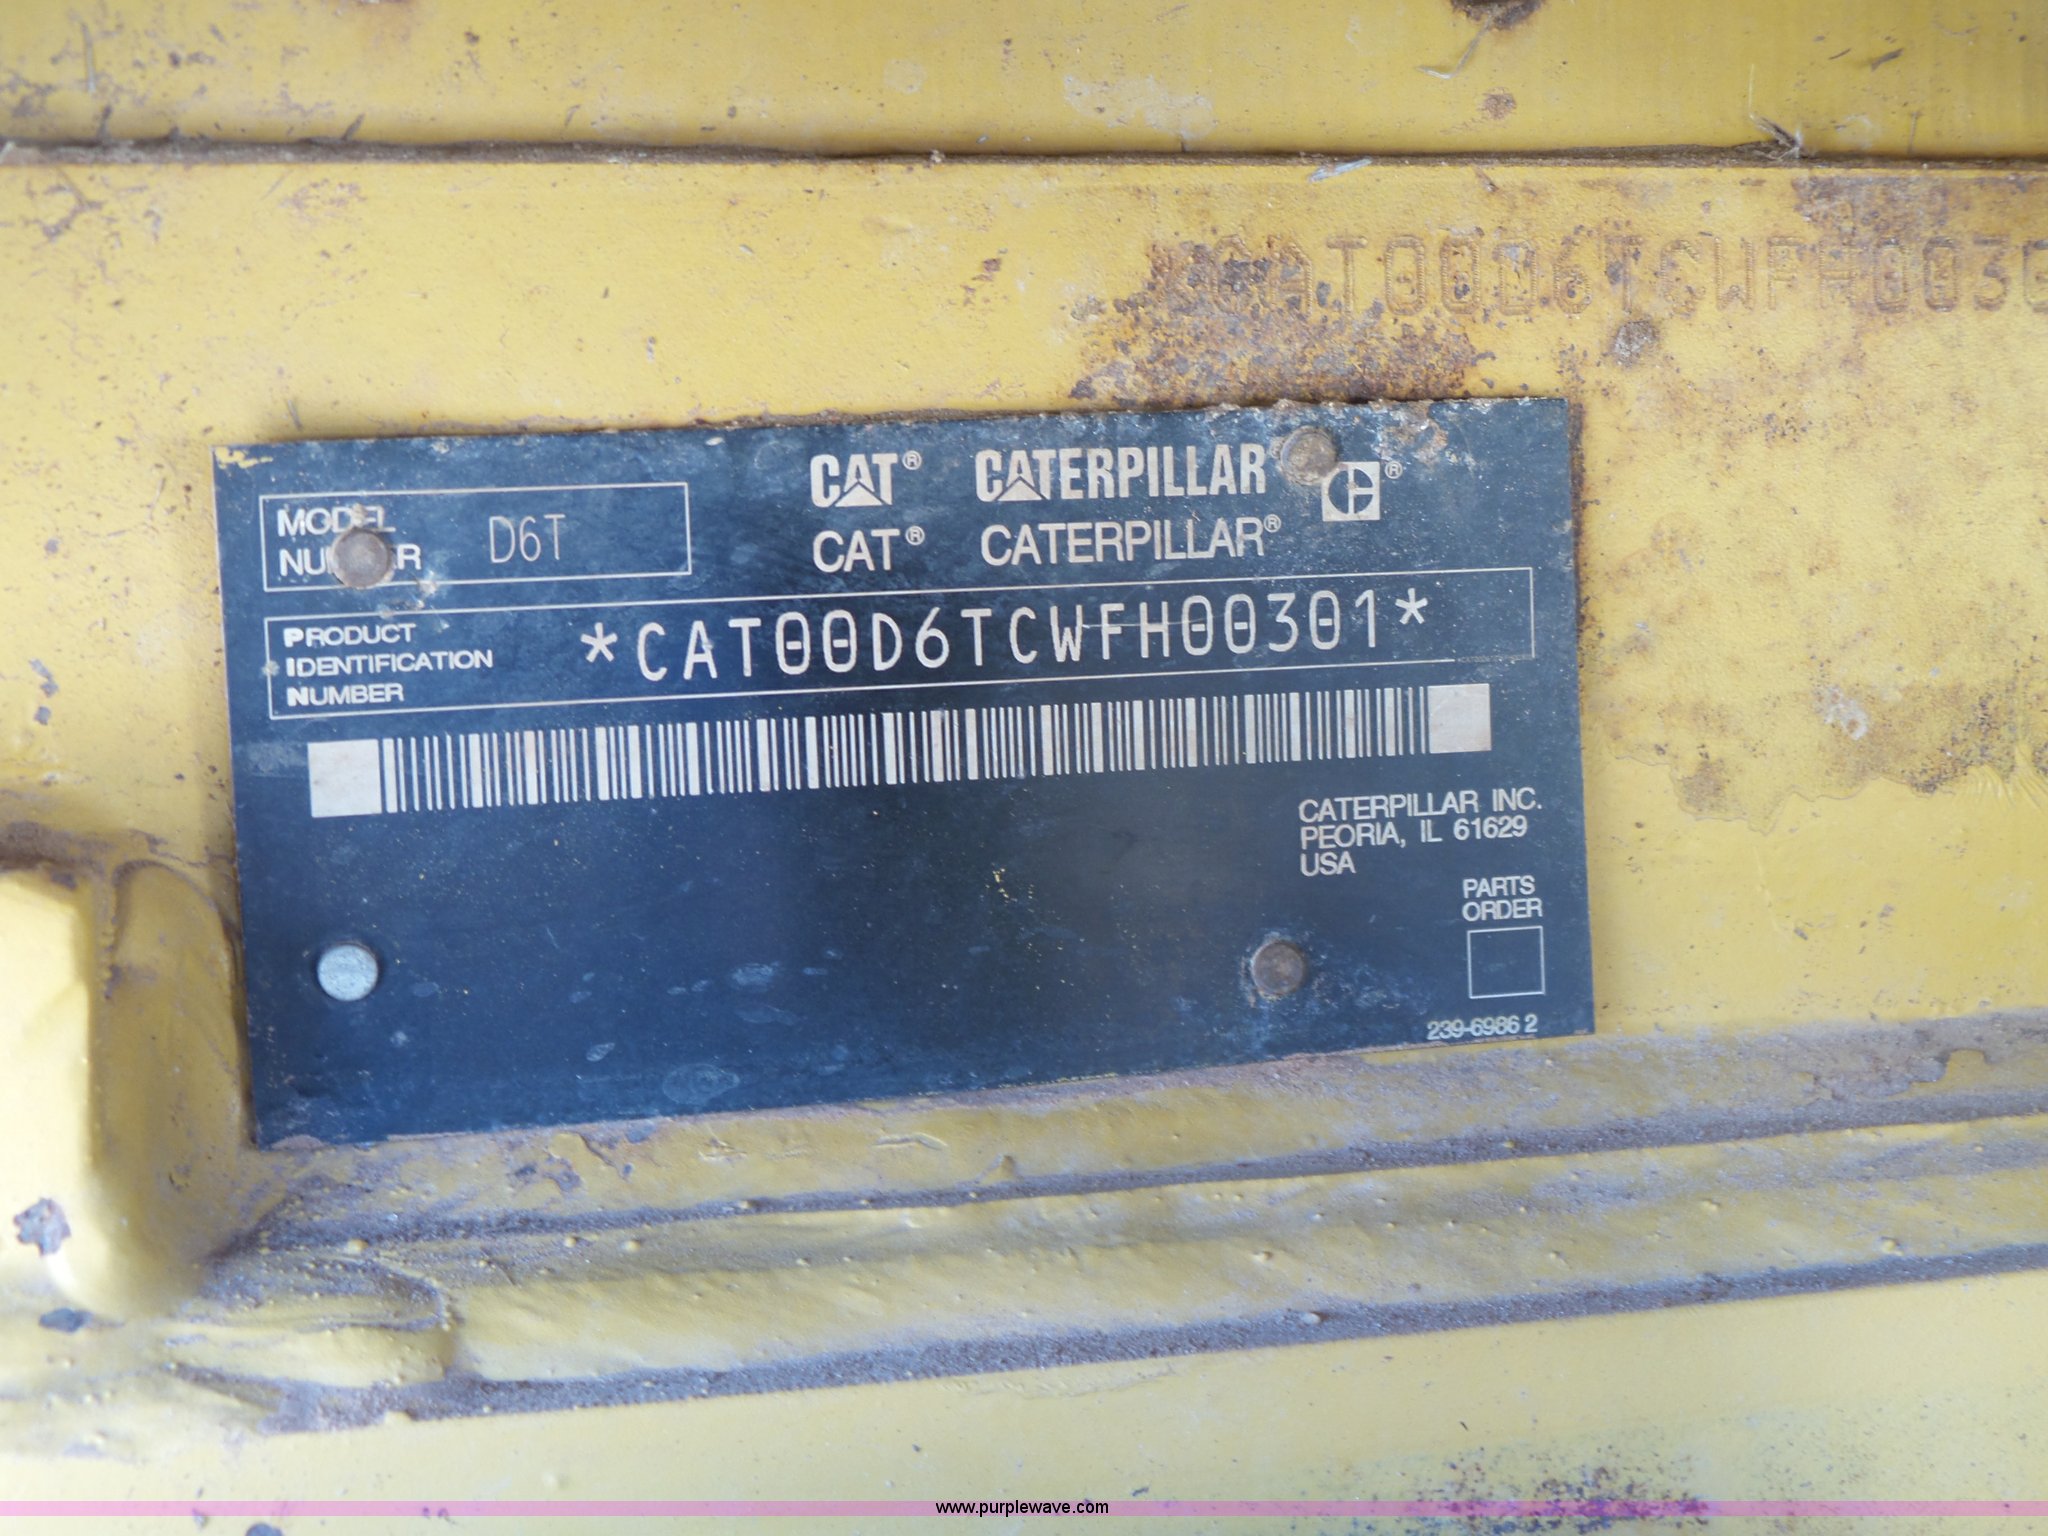 CAT00D6TCWFH0030
CAT® CATERPILLAR ®
MODEL
NUMBER
D6T
CAT® CATERPILLAR®
PRODUCT
IDENTIFICATION
NUMBER
*CAT00D6TCWFH00301*
CATERPILLAR INC.
PEORIA, IL 61629
USA
PARTS
ORDER
239-6986 2
www.purplewave.com